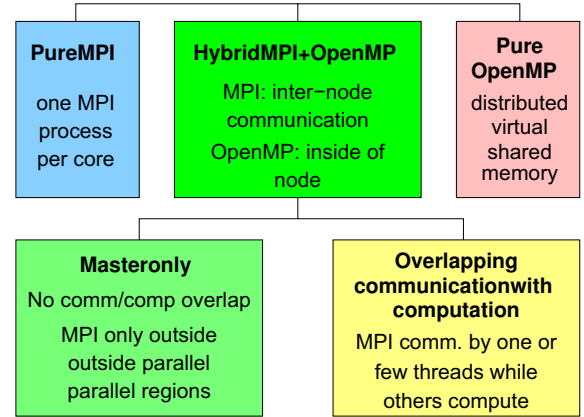 PureMPI
one MPI
process
per core
HybridMPI+OpenMP
MPI: inter−node
communication
OpenMP: inside of
node
Pure
OpenMP
distributed
virtual
shared
memory
Masteronly
No comm/comp overlap
MPI only outside
outside parallel
parallel regions
Overlapping
communicationwith
computation
MPI comm. by one or
few threads while
others compute